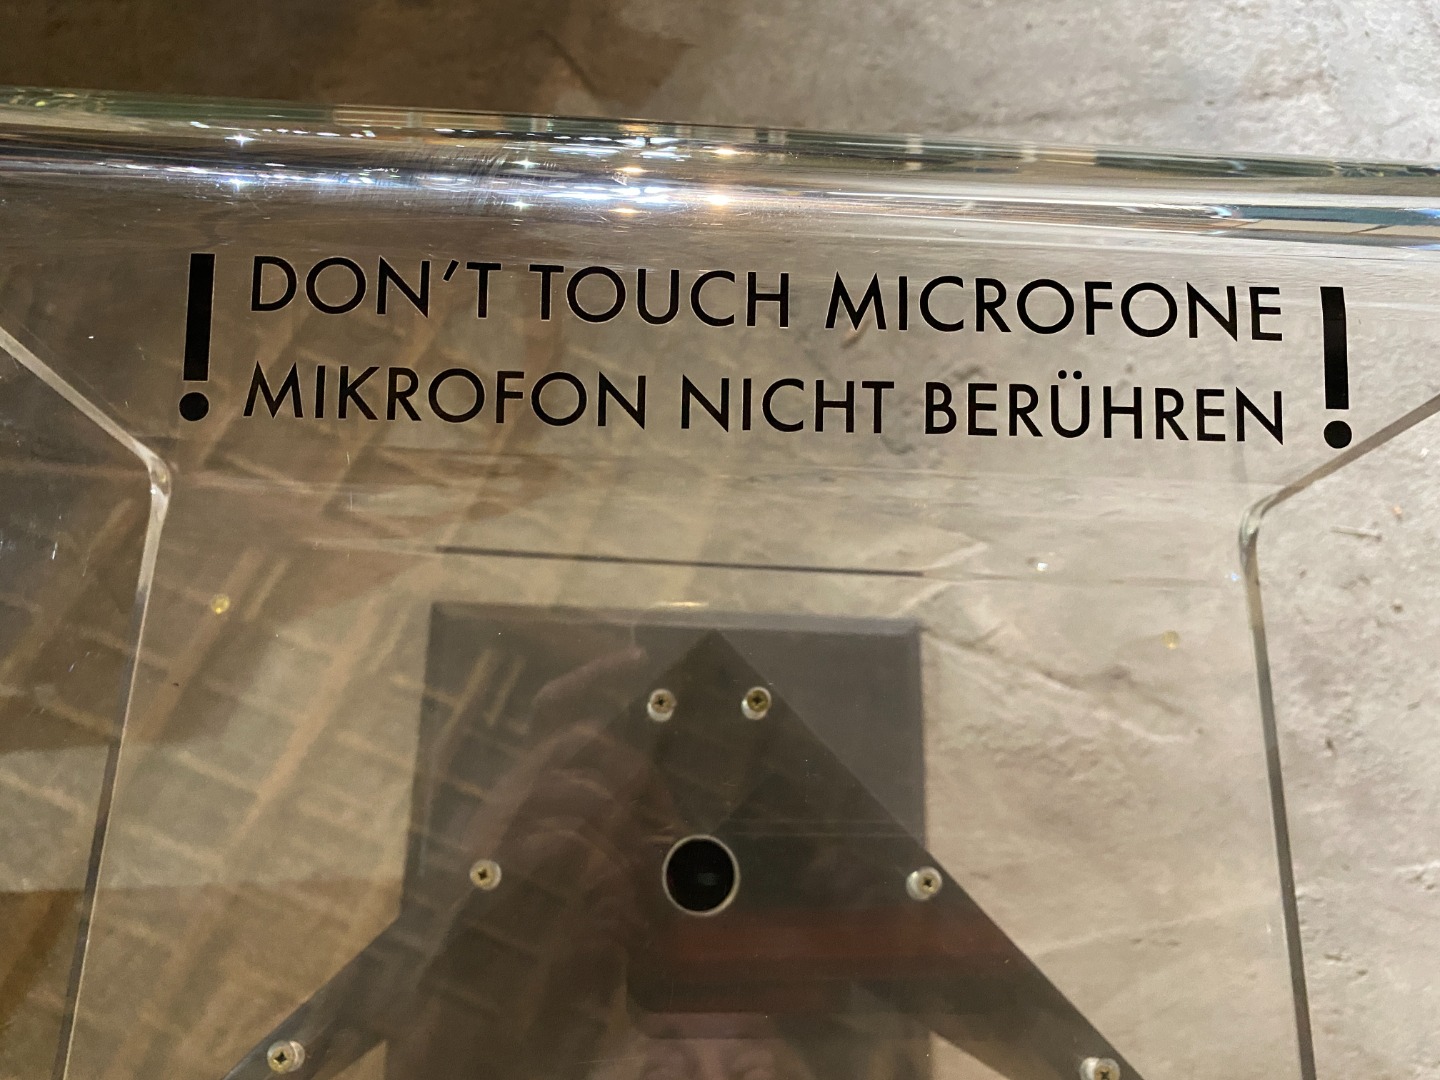 ! DON'T TOUCH MICROFONE !
MIKROFON NICHT BERÜHREN